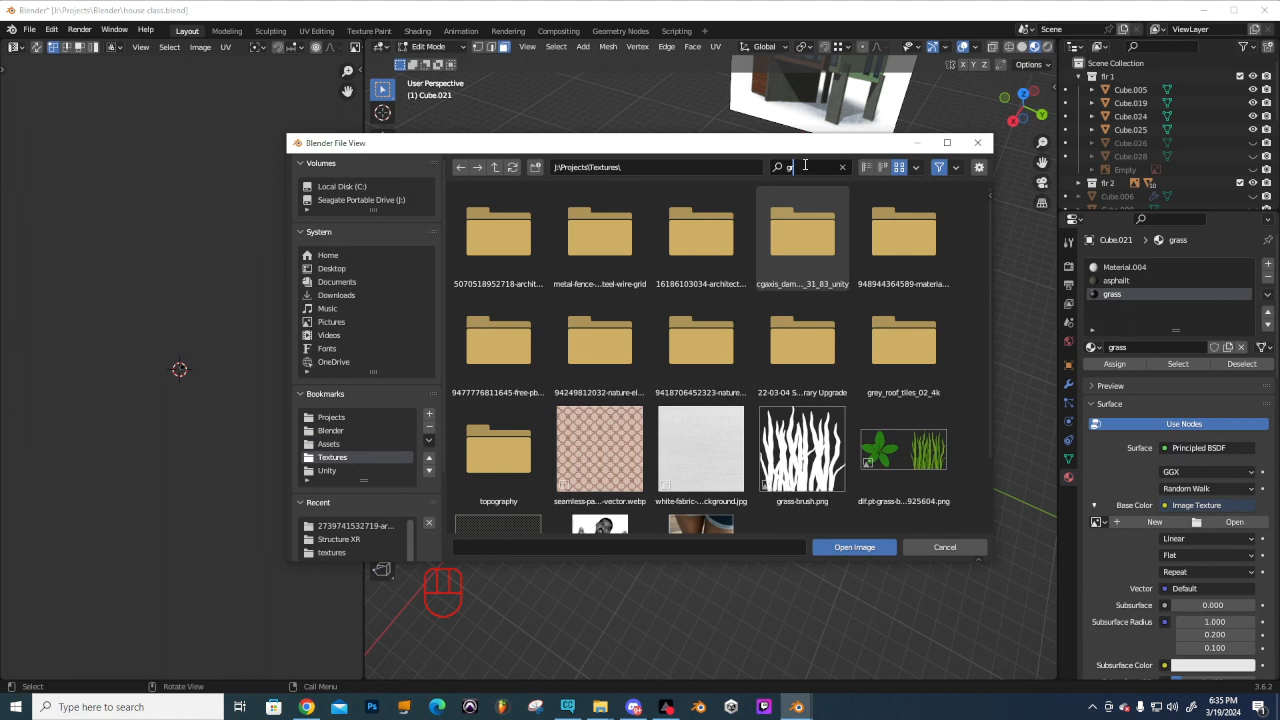 Blender* [J:\Projects\Blender\house class.blend]
File Edit Render Window Help Layout Modeling Sculpting UV Editing Texture Paint Shading Animation Rendering Compositing Geometry Nodes Scripting + Scene ViewLayer
View Select Image UV Edit Mode View Select Add Mesh Vertex Edge Face UV Global
X Y Z Options
User Perspective
(1) Cube.021
Z
Y
X
Scene Collection
flr 1
Cube.005
Cube.019
Cube.024
Cube.025
Cube.026
Cube.028
Empty
flr 2
Cube.006
Blender File View
Volumes
Local Disk (C:)
Seagate Portable Drive (J:)
System
Home
Desktop
Documents
Downloads
Music
Pictures
Videos
Fonts
OneDrive
Bookmarks
Projects
Blender
Assets
Textures
Unity
Recent
2739741532719-ar...
Structure XR
textures
J:\Projects\Textures\
gr
5070518952718-archit... metal-fence-...teel-wire-grid 16186103034-architect... cgaxis_dam..._31_83_unity 948944364589-materia...
9477776811645-free-pb... 94249812032-nature-el... 9418706452323-nature... 22-03-04 S...rary Upgrade grey_roof_tiles_02_4k
topography seamless-pa...-vector.webp white-fabric-...ckground.jpg grass-brush.png dlf.pt-grass-b...925604.png
Open Image Cancel
Cube.021 grass
Material.004
asphalt
grass
grass
Assign Select Deselect
Preview
Surface
Use Nodes
Surface Principled BSDF
GGX
Random Walk
Base Color Image Texture
New Open
Linear
Flat
Repeat
Vector Default
Subsurface 0.000
Subsurface Radius 1.000
0.200
0.100
Subsurface Color
Select Rotate View Call Menu 3.6.2
Type here to search
6:35 PM
3/19/2024